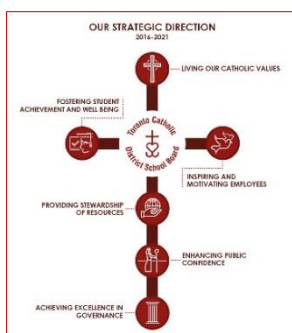 OUR STRATEGIC DIRECTION
2016-2021
LIVING OUR CATHOLIC VALUES
FOSTERING STUDENT
ACHIEVEMENT AND WELL BEING
Toronto Catholic
District School Board
INSPIRING AND
MOTIVATING EMPLOYEES
PROVIDING STEWARDSHIP
OF RESOURCES
ENHANCING PUBLIC
CONFIDENCE
ACHIEVING EXCELLENCE IN
GOVERNANCE